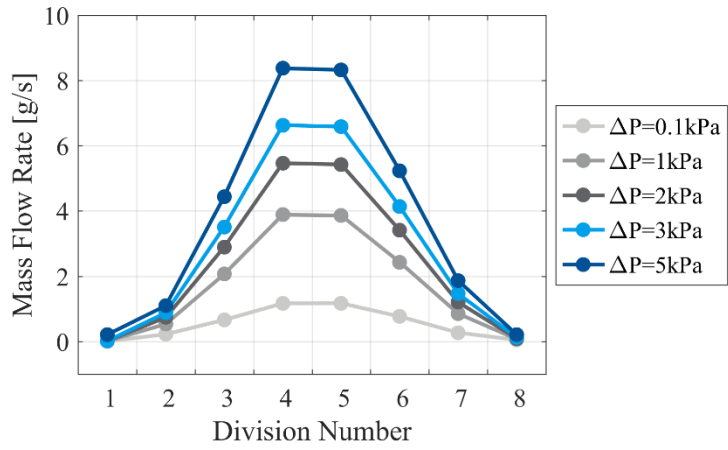 10
8
6
4
2
0
Mass Flow Rate [g/s]
1 2 3 4 5 6 7 8
Division Number
ΔP=0.1kPa
ΔP=1kPa
ΔP=2kPa
ΔP=3kPa
ΔP=5kPa